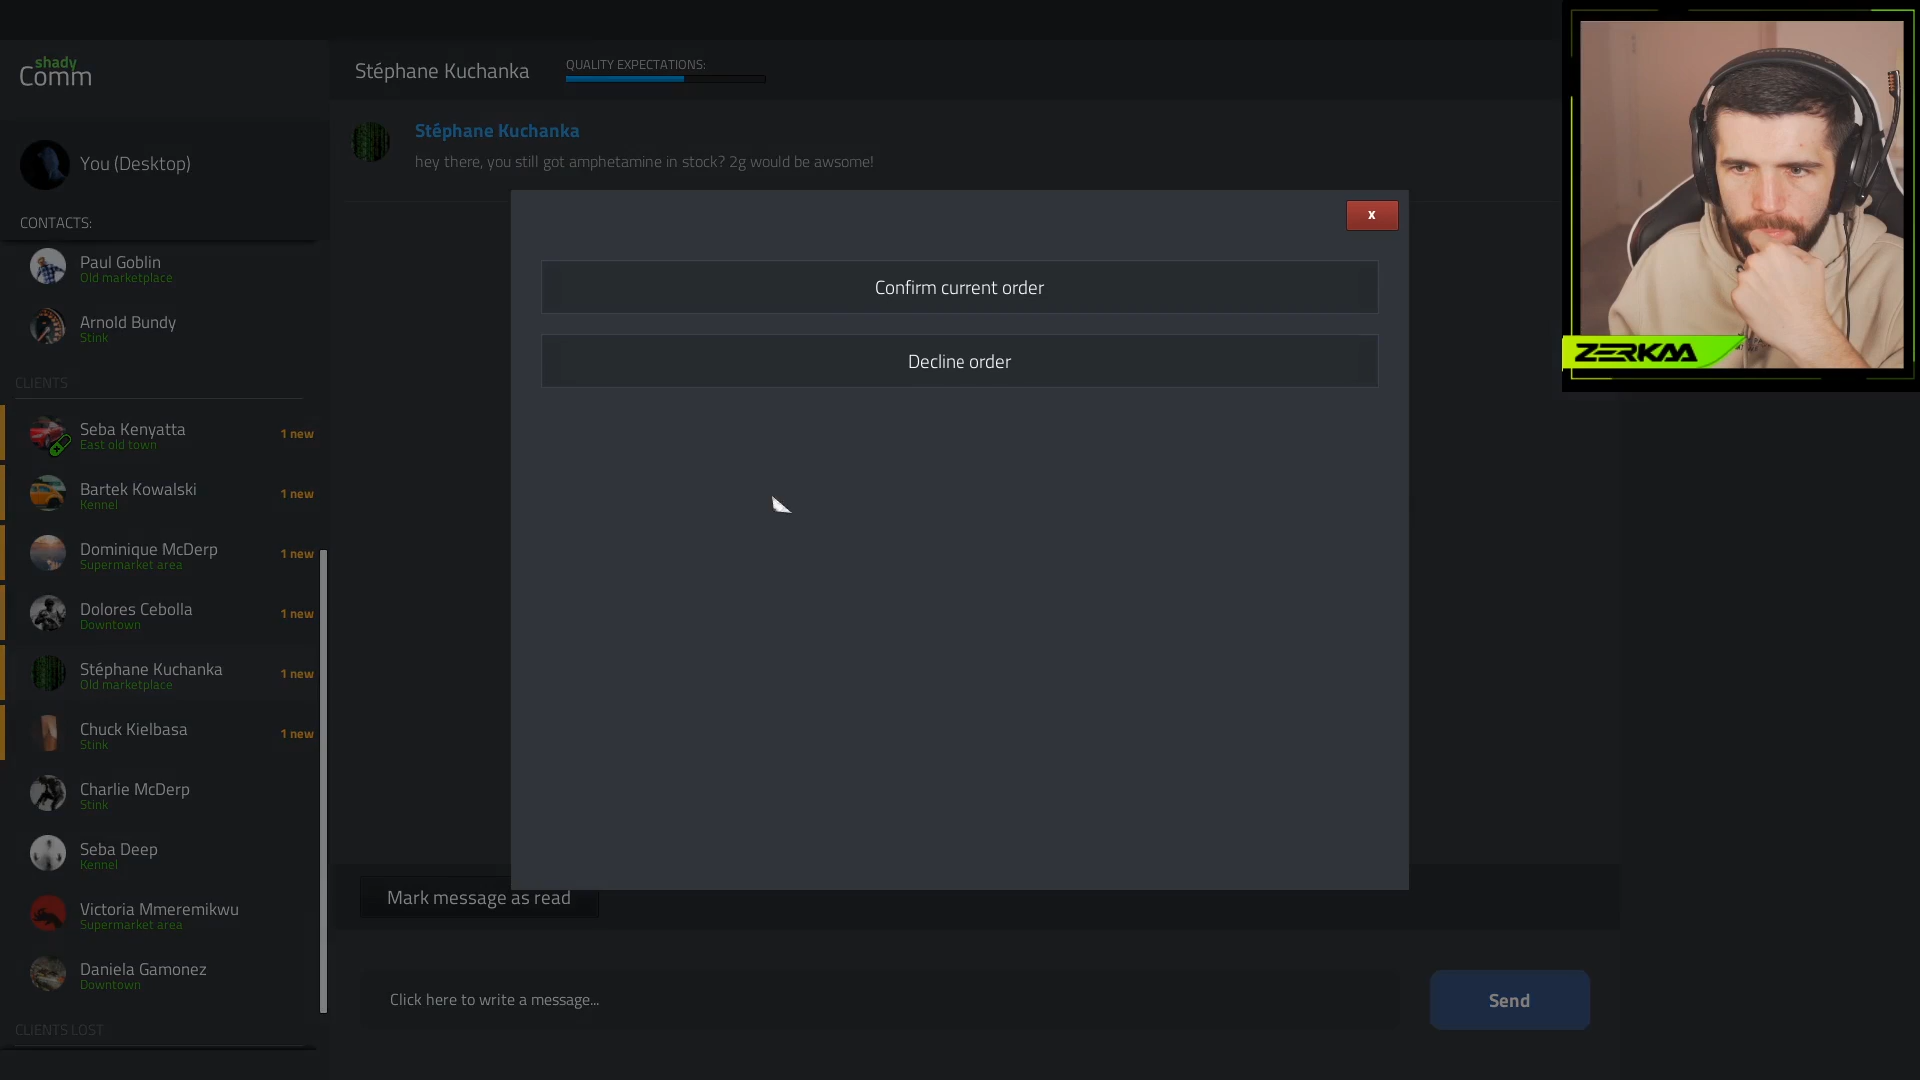 shady
Comm
You (Desktop)
CONTACTS:
Paul Goblin
Old marketplace
Arnold Bundy
Stink
CLIENTS
Seba Kenyatta
East old town
1 new
Bartek Kowalski
Kennel
1 new
Dominique McDerp
Supermarket area
1 new
Dolores Cebolla
Downtown
1 new
Stéphane Kuchanka
Old marketplace
1 new
Chuck Kielbasa
Stink
1 new
Charlie McDerp
Stink
Seba Deep
Kennel
Victoria Mmeremikwu
Supermarket area
Daniela Gamonez
Downtown
CLIENTS LOST
Stéphane Kuchanka
QUALITY EXPECTATIONS:
Stéphane Kuchanka
hey there, you still got amphetamine in stock? 2g would be awsome!
x
Confirm current order
Decline order
Mark message as read
Click here to write a message...
Send
ZERKAA